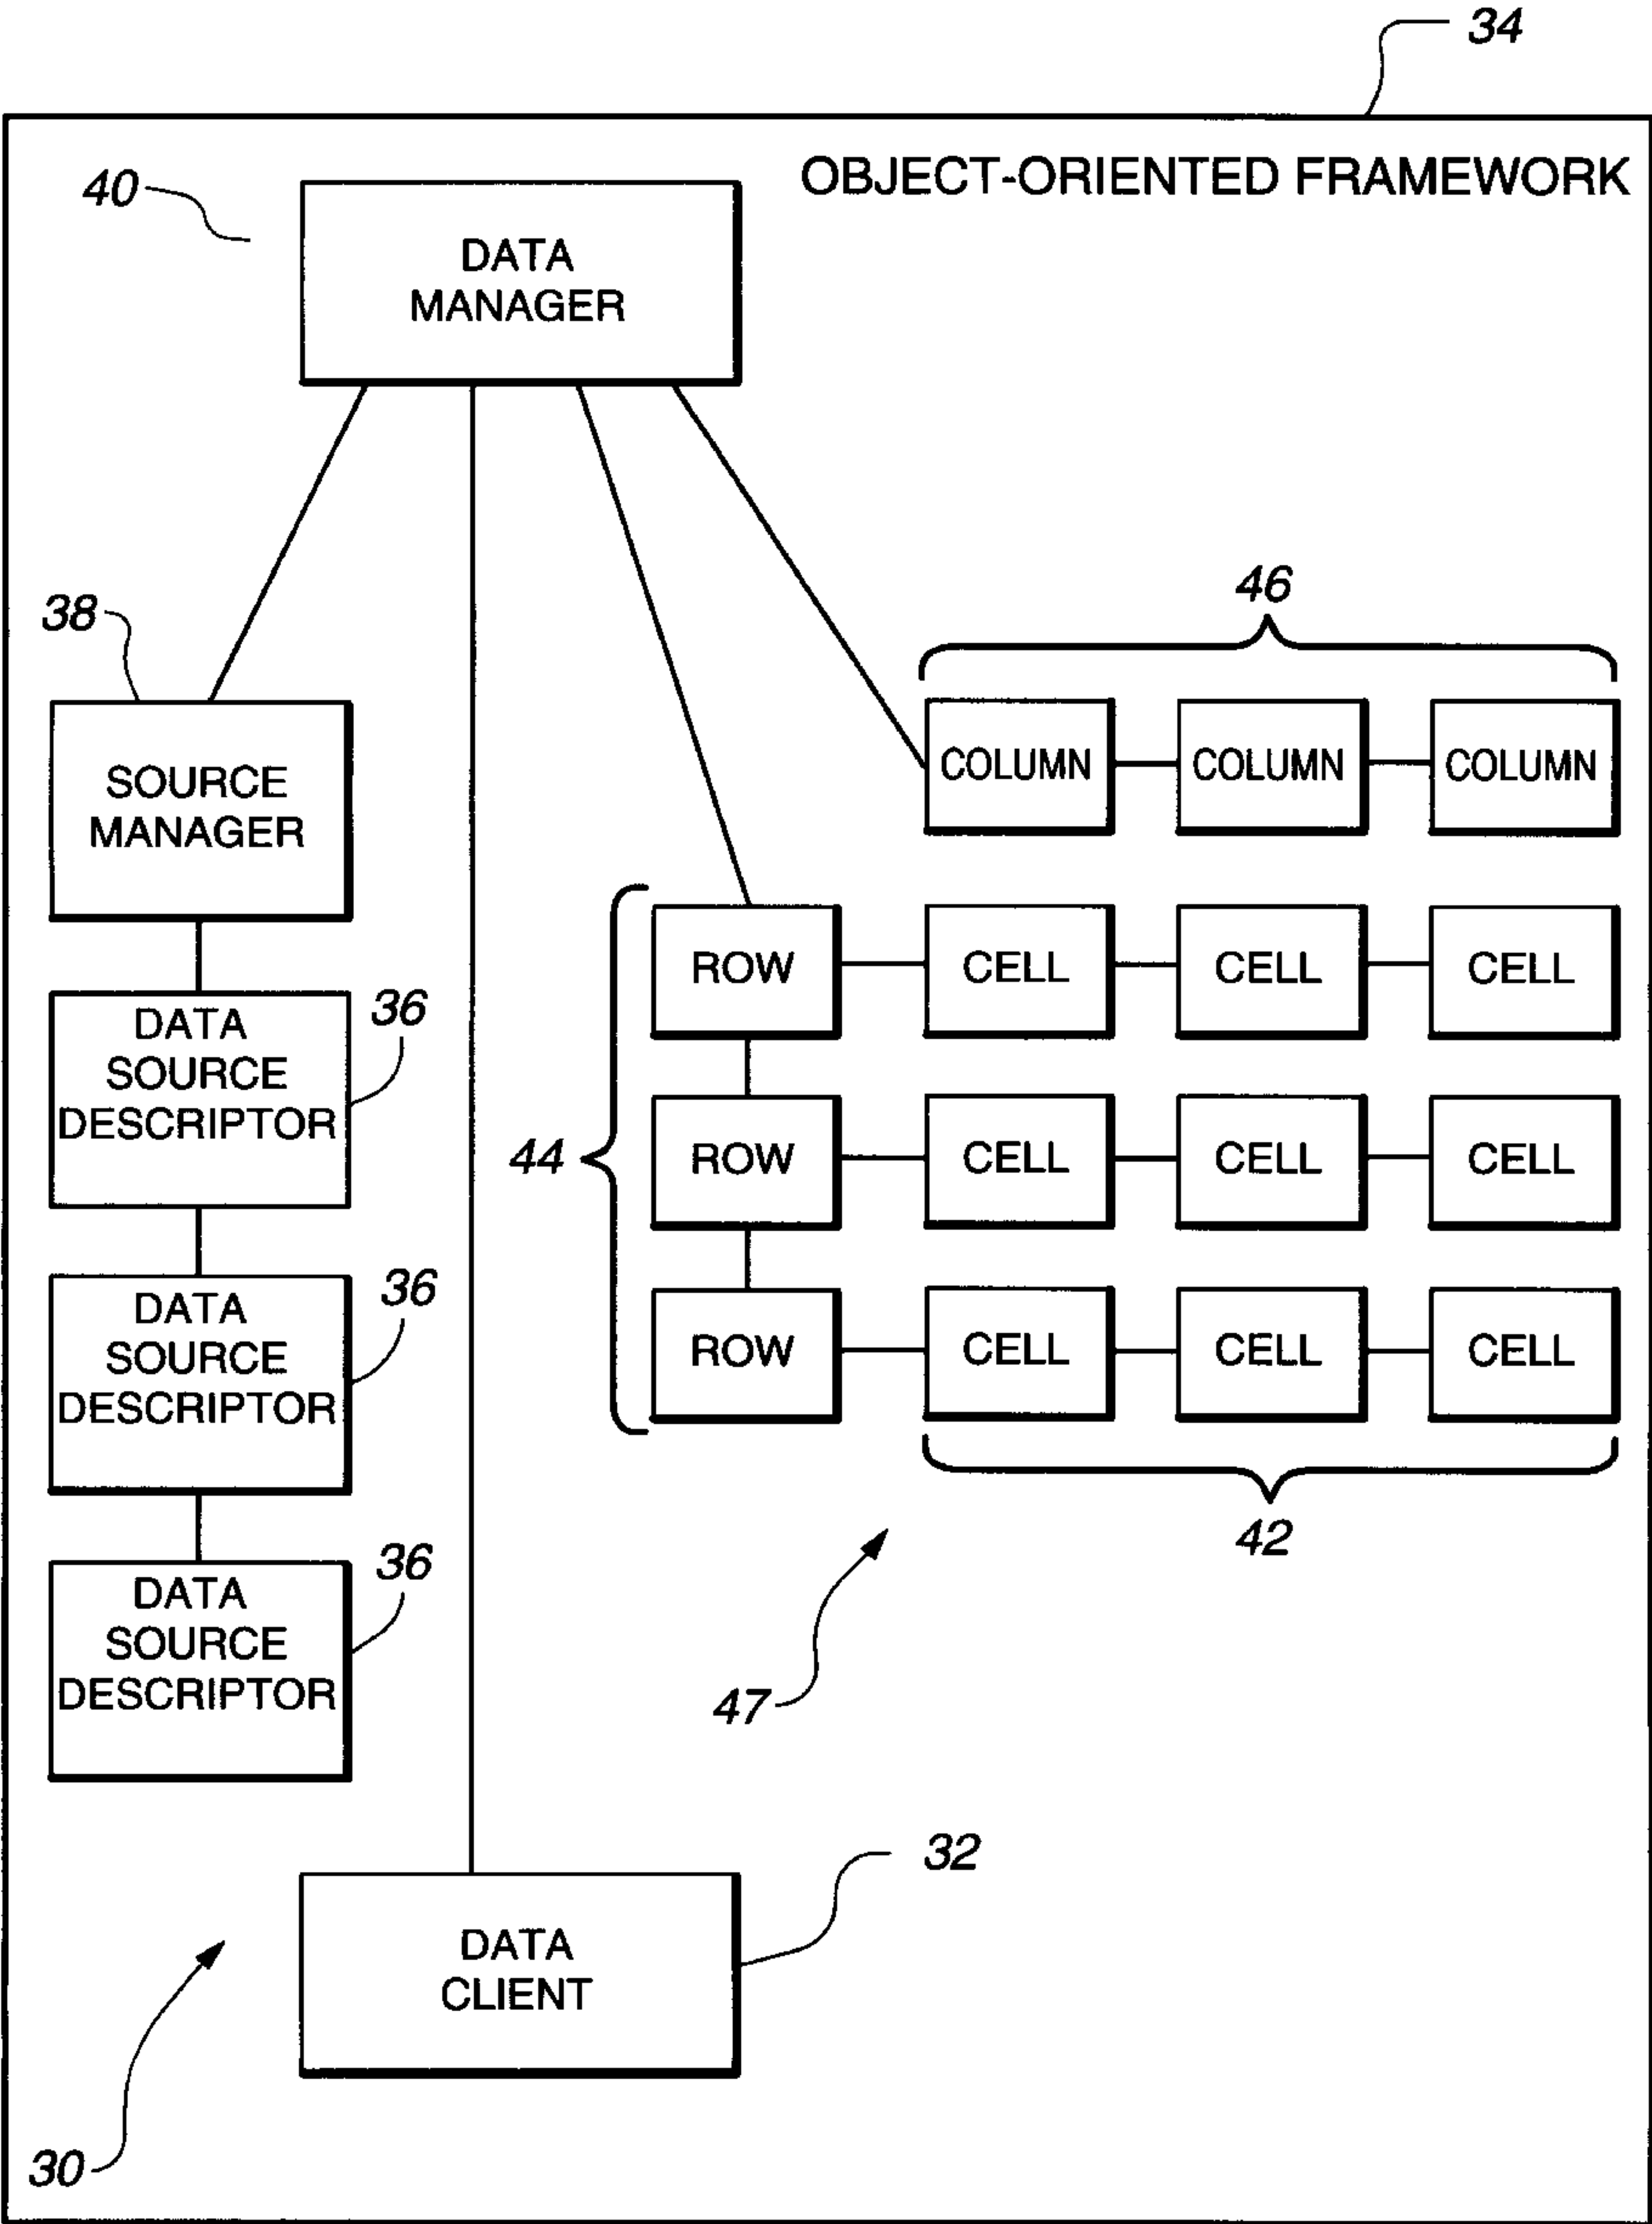 34
OBJECT-ORIENTED FRAMEWORK
40
DATA
MANAGER
46
38
COLUMN COLUMN COLUMN
SOURCE
MANAGER
ROW CELL CELL CELL
DATA
SOURCE
DESCRIPTOR
36
44
ROW CELL CELL CELL
DATA
SOURCE
DESCRIPTOR
36
ROW CELL CELL CELL
42
DATA
SOURCE
DESCRIPTOR
36
47
32
DATA
CLIENT
30